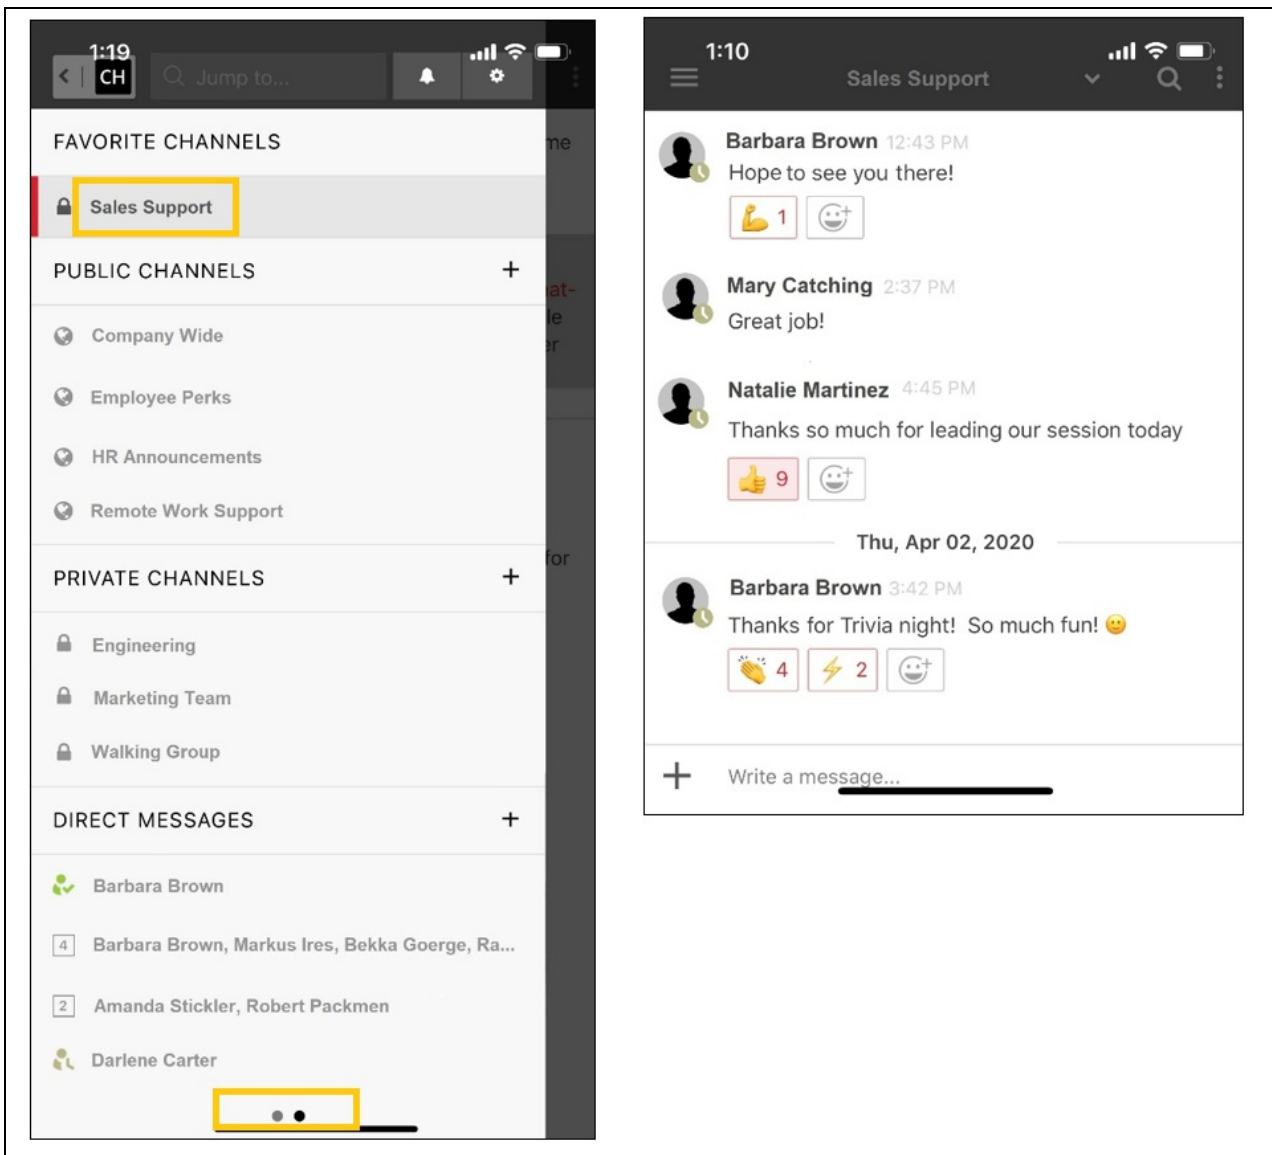 1:19
CH
Jump to...
FAVORITE CHANNELS
Sales Support
PUBLIC CHANNELS
Company Wide
Employee Perks
HR Announcements
Remote Work Support
PRIVATE CHANNELS
Engineering
Marketing Team
Walking Group
DIRECT MESSAGES
Barbara Brown
4 Barbara Brown, Markus Ires, Bekka Goerge, Ra...
2 Amanda Stickler, Robert Packmen
Darlene Carter
me
at-
le
er
for
1:10
Sales Support
Barbara Brown 12:43 PM
Hope to see you there!
1
Mary Catching 2:37 PM
Great job!
Natalie Martinez 4:45 PM
Thanks so much for leading our session today
9
Thu, Apr 02, 2020
Barbara Brown 3:42 PM
Thanks for Trivia night! So much fun! 🙂
4 2
Write a message...